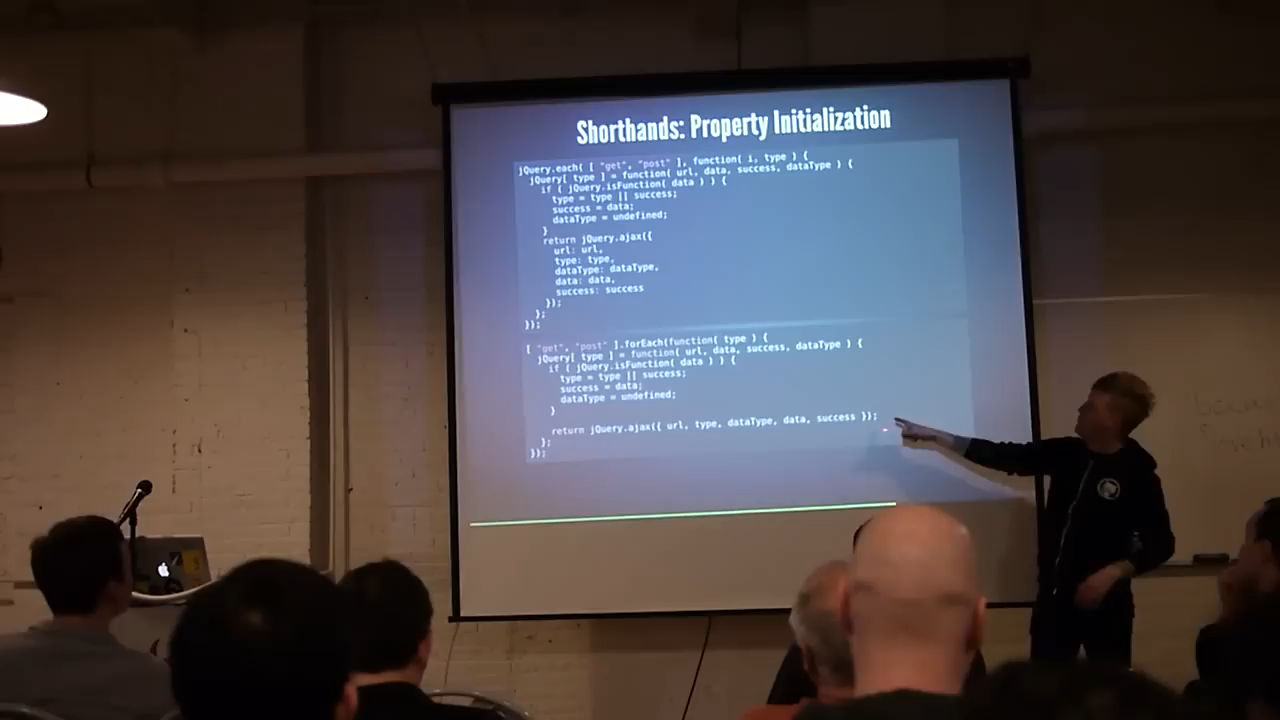 Shorthands: Property Initialization
jQuery.each( [ "get", "post" ], function( i, type ) {
jQuery[ type ] = function( url, data, success, dataType ) {
if ( jQuery.isFunction( data ) ) {
type = type || success;
success = data;
dataType = undefined;
}
return jQuery.ajax({
url: url,
type: type,
dataType: dataType,
data: data,
success: success
});
};
});
[ "get", "post" ].forEach(function( type ) {
jQuery[ type ] = function( url, data, success, dataType ) {
if ( jQuery.isFunction( data ) ) {
type = type || success;
success = data;
dataType = undefined;
}
return jQuery.ajax({ url, type, dataType, data, success });
};
});